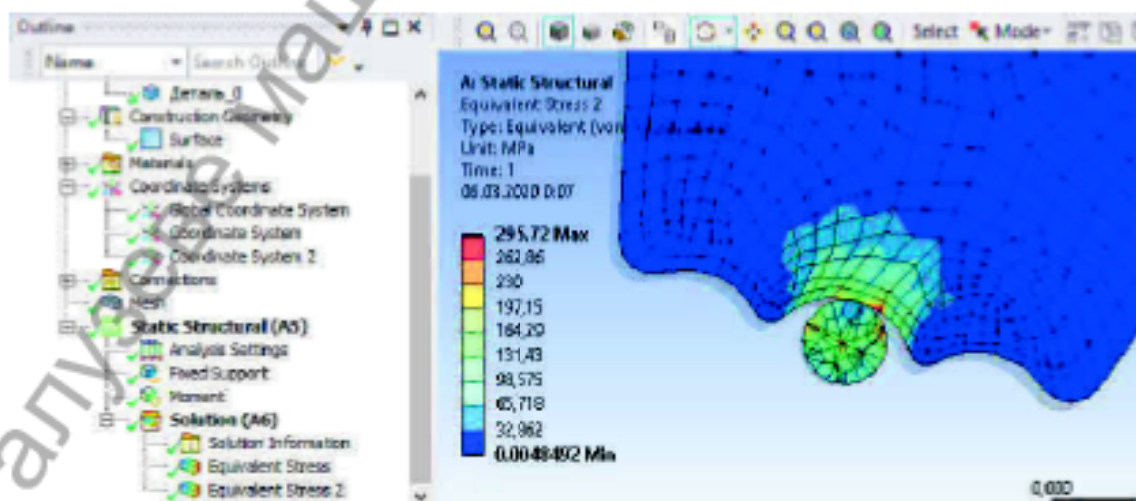 Outline
Name
Search Outline
Деталь_0
Construction Geometry
Surface
Materials
Coordinate Systems
Global Coordinate System
Coordinate System
Coordinate System 2
Connections
Mesh
Static Structural (A5)
Analysis Settings
Fixed Support
Moment
Solution (A6)
Solution Information
Equivalent Stress
Equivalent Stress 2
Select Mode
A: Static Structural
Equivalent Stress 2
Type: Equivalent (von
Unit: MPa
Time: 1
06.03.2020 0:07
295,72 Max
262,86
230
197,15
164,29
131,43
98,575
65,718
32,862
0.0048492 Min
0,000